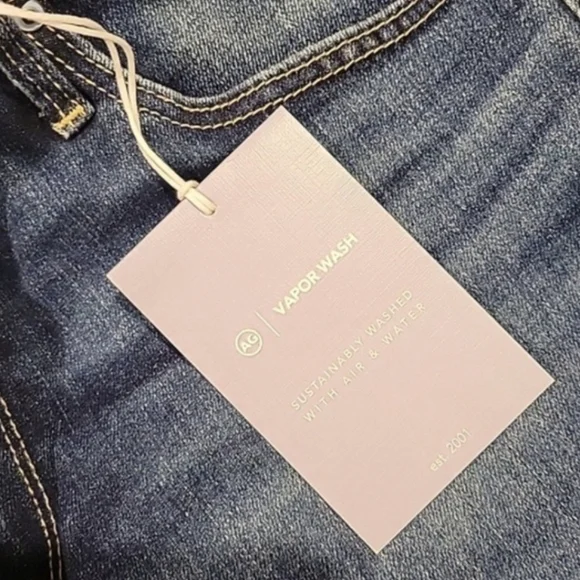 AG | VAPOR WASH
SUSTAINABLY WASHED
WITH AIR & WATER
est. 2001